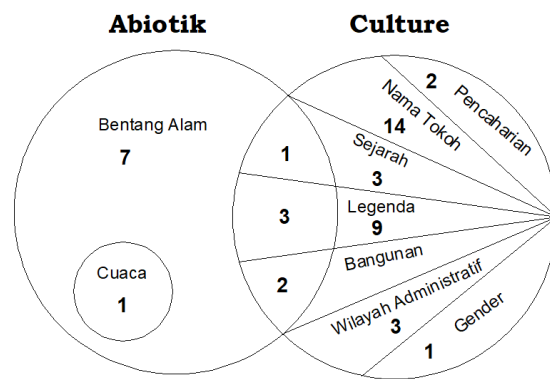 Abiotik
Culture
Bentang Alam
7
Cuaca
1
1
3
2
2
Pencaharian
Nama Tokoh
14
Sejarah
3
Legenda
9
Bangunan
Wilayah Administratif
3
Gender
1